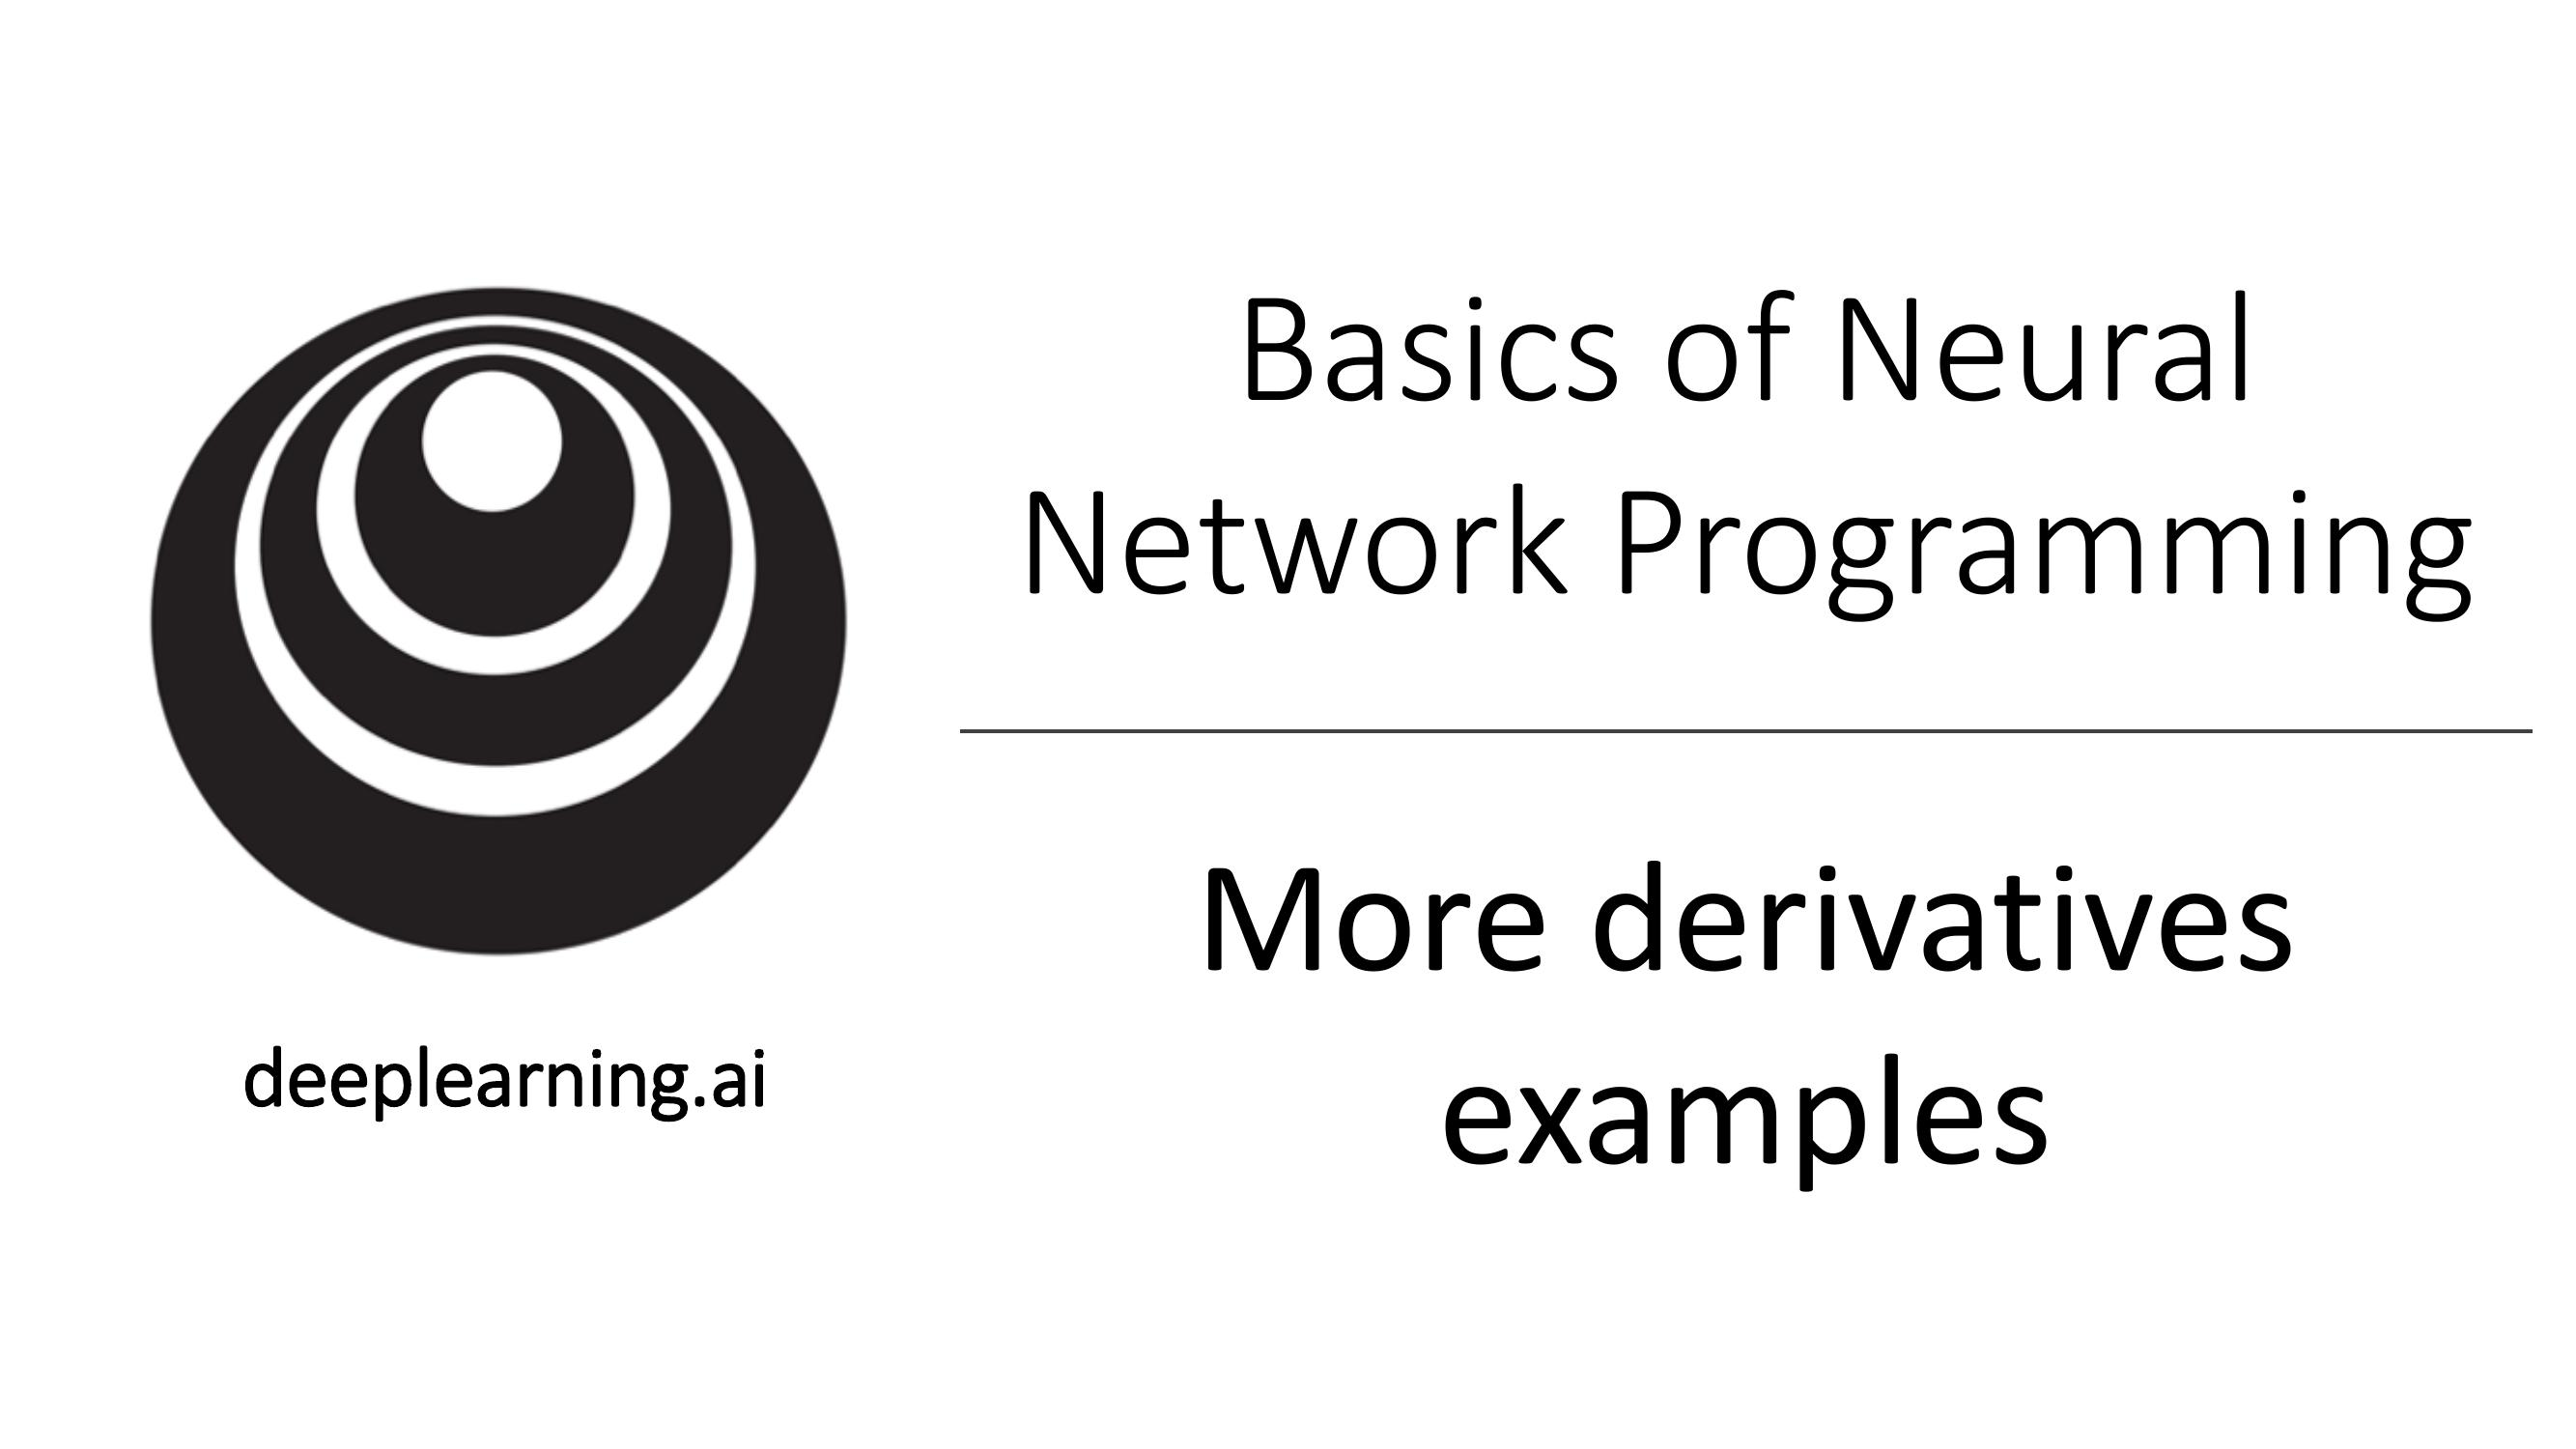 Basics of Neural
Network Programming
More derivatives
examples
deeplearning.ai